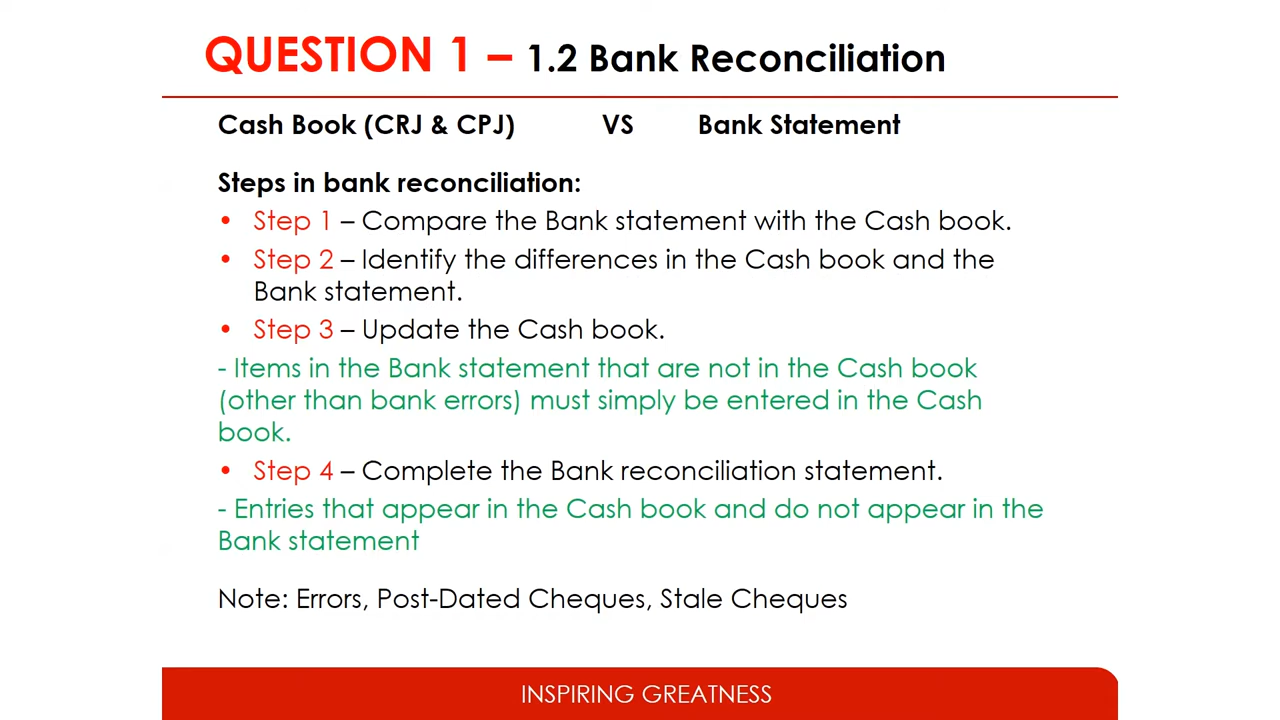 QUESTION 1 – 1.2 Bank Reconciliation
Cash Book (CRJ & CPJ) VS Bank Statement
Steps in bank reconciliation:
• Step 1 – Compare the Bank statement with the Cash book.
• Step 2 – Identify the differences in the Cash book and the
Bank statement.
• Step 3 – Update the Cash book.
- Items in the Bank statement that are not in the Cash book
(other than bank errors) must simply be entered in the Cash
book.
• Step 4 – Complete the Bank reconciliation statement.
- Entries that appear in the Cash book and do not appear in the
Bank statement
Note: Errors, Post-Dated Cheques, Stale Cheques
INSPIRING GREATNESS